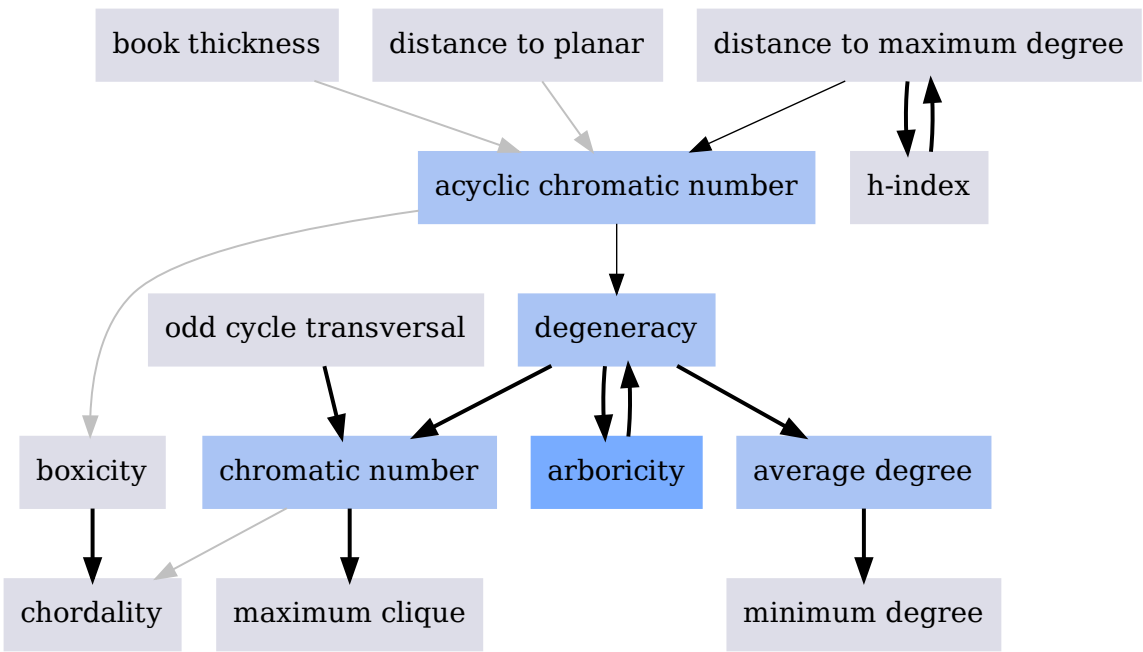 book thickness
distance to planar
distance to maximum degree
acyclic chromatic number
h-index
odd cycle transversal
degeneracy
boxicity
chromatic number
arboricity
average degree
chordality
maximum clique
minimum degree